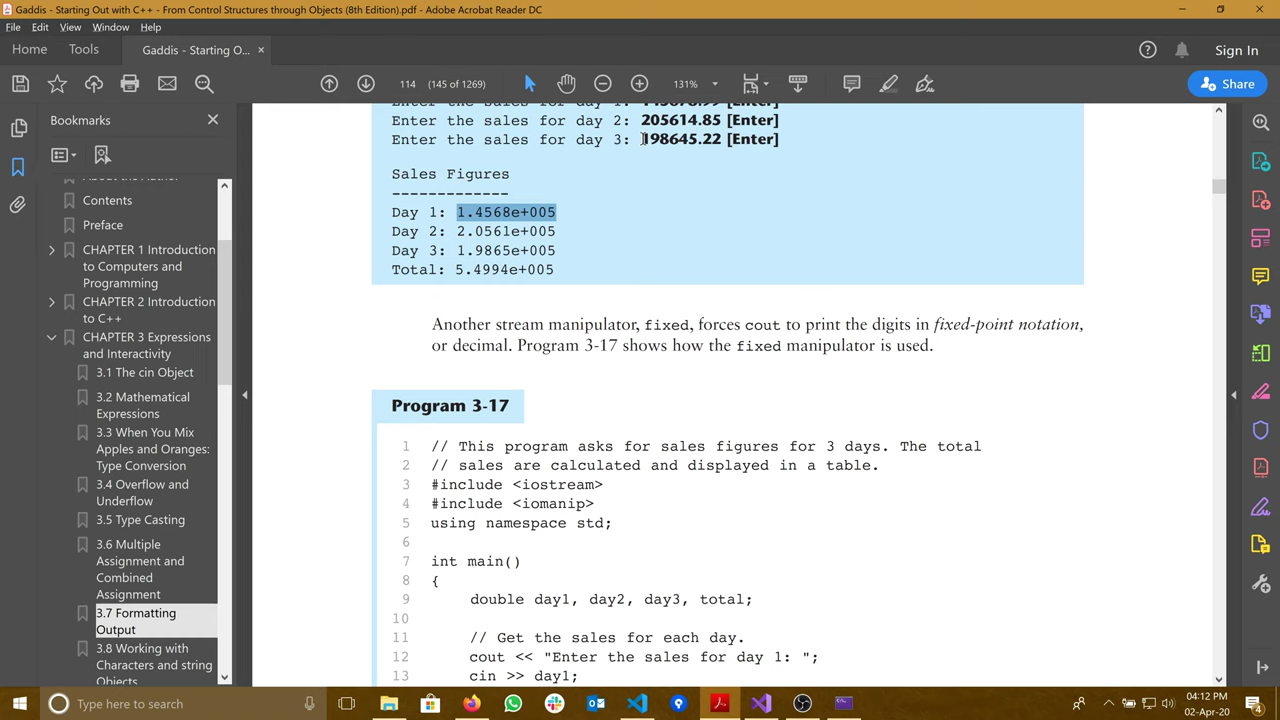 Gaddis - Starting Out with C++ - From Control Structures through Objects (8th Edition).pdf - Adobe Acrobat Reader DC
File Edit View Window Help
Home Tools Gaddis - Starting O... × Sign In
114 (145 of 1269) 131% Share
Bookmarks
Contents
Preface
CHAPTER 1 Introduction
to Computers and
Programming
CHAPTER 2 Introduction
to C++
CHAPTER 3 Expressions
and Interactivity
3.1 The cin Object
3.2 Mathematical
Expressions
3.3 When You Mix
Apples and Oranges:
Type Conversion
3.4 Overflow and
Underflow
3.5 Type Casting
3.6 Multiple
Assignment and
Combined
Assignment
3.7 Formatting
Output
3.8 Working with
Characters and string
Objects
Enter the sales for day 1: [Enter]
Enter the sales for day 2: 205614.85 [Enter]
Enter the sales for day 3: 198645.22 [Enter]
Sales Figures
-------------
Day 1: 1.4568e+005
Day 2: 2.0561e+005
Day 3: 1.9865e+005
Total: 5.4994e+005
Another stream manipulator, fixed, forces cout to print the digits in fixed-point notation,
or decimal. Program 3-17 shows how the fixed manipulator is used.
Program 3-17
1 // This program asks for sales figures for 3 days. The total
2 // sales are calculated and displayed in a table.
3 #include <iostream>
4 #include <iomanip>
5 using namespace std;
6
7 int main()
8 {
9 double day1, day2, day3, total;
10
11 // Get the sales for each day.
12 cout << "Enter the sales for day 1: ";
13 cin >> day1;
Type here to search
04:12 PM
02-Apr-20
4